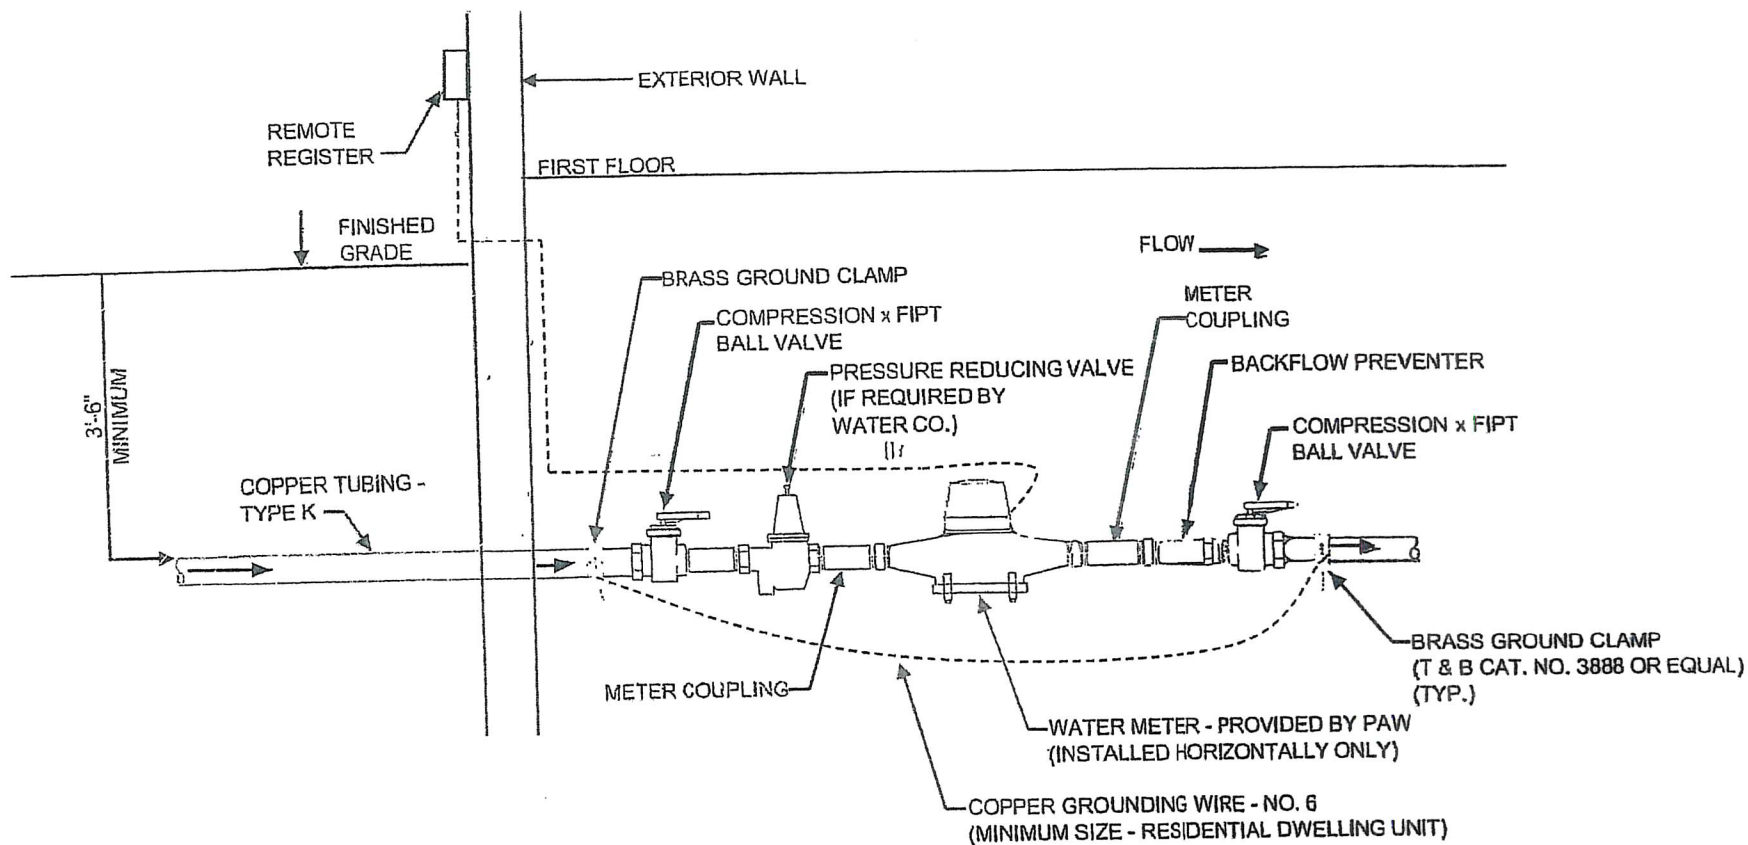 EXTERIOR WALL
REMOTE
REGISTER
FIRST FLOOR
FINISHED
GRADE
FLOW
BRASS GROUND CLAMP
METER
COUPLING
COMPRESSION x FIPT
BALL VALVE
PRESSURE REDUCING VALVE
(IF REQUIRED BY
WATER CO.)
BACKFLOW PREVENTER
3'-6"
MINIMUM
COMPRESSION x FIPT
BALL VALVE
COPPER TUBING -
TYPE K
BRASS GROUND CLAMP
(T & B CAT. NO. 3888 OR EQUAL)
(TYP.)
METER COUPLING
WATER METER - PROVIDED BY PAW
(INSTALLED HORIZONTALLY ONLY)
COPPER GROUNDING WIRE - NO. 6
(MINIMUM SIZE - RESIDENTIAL DWELLING UNIT)